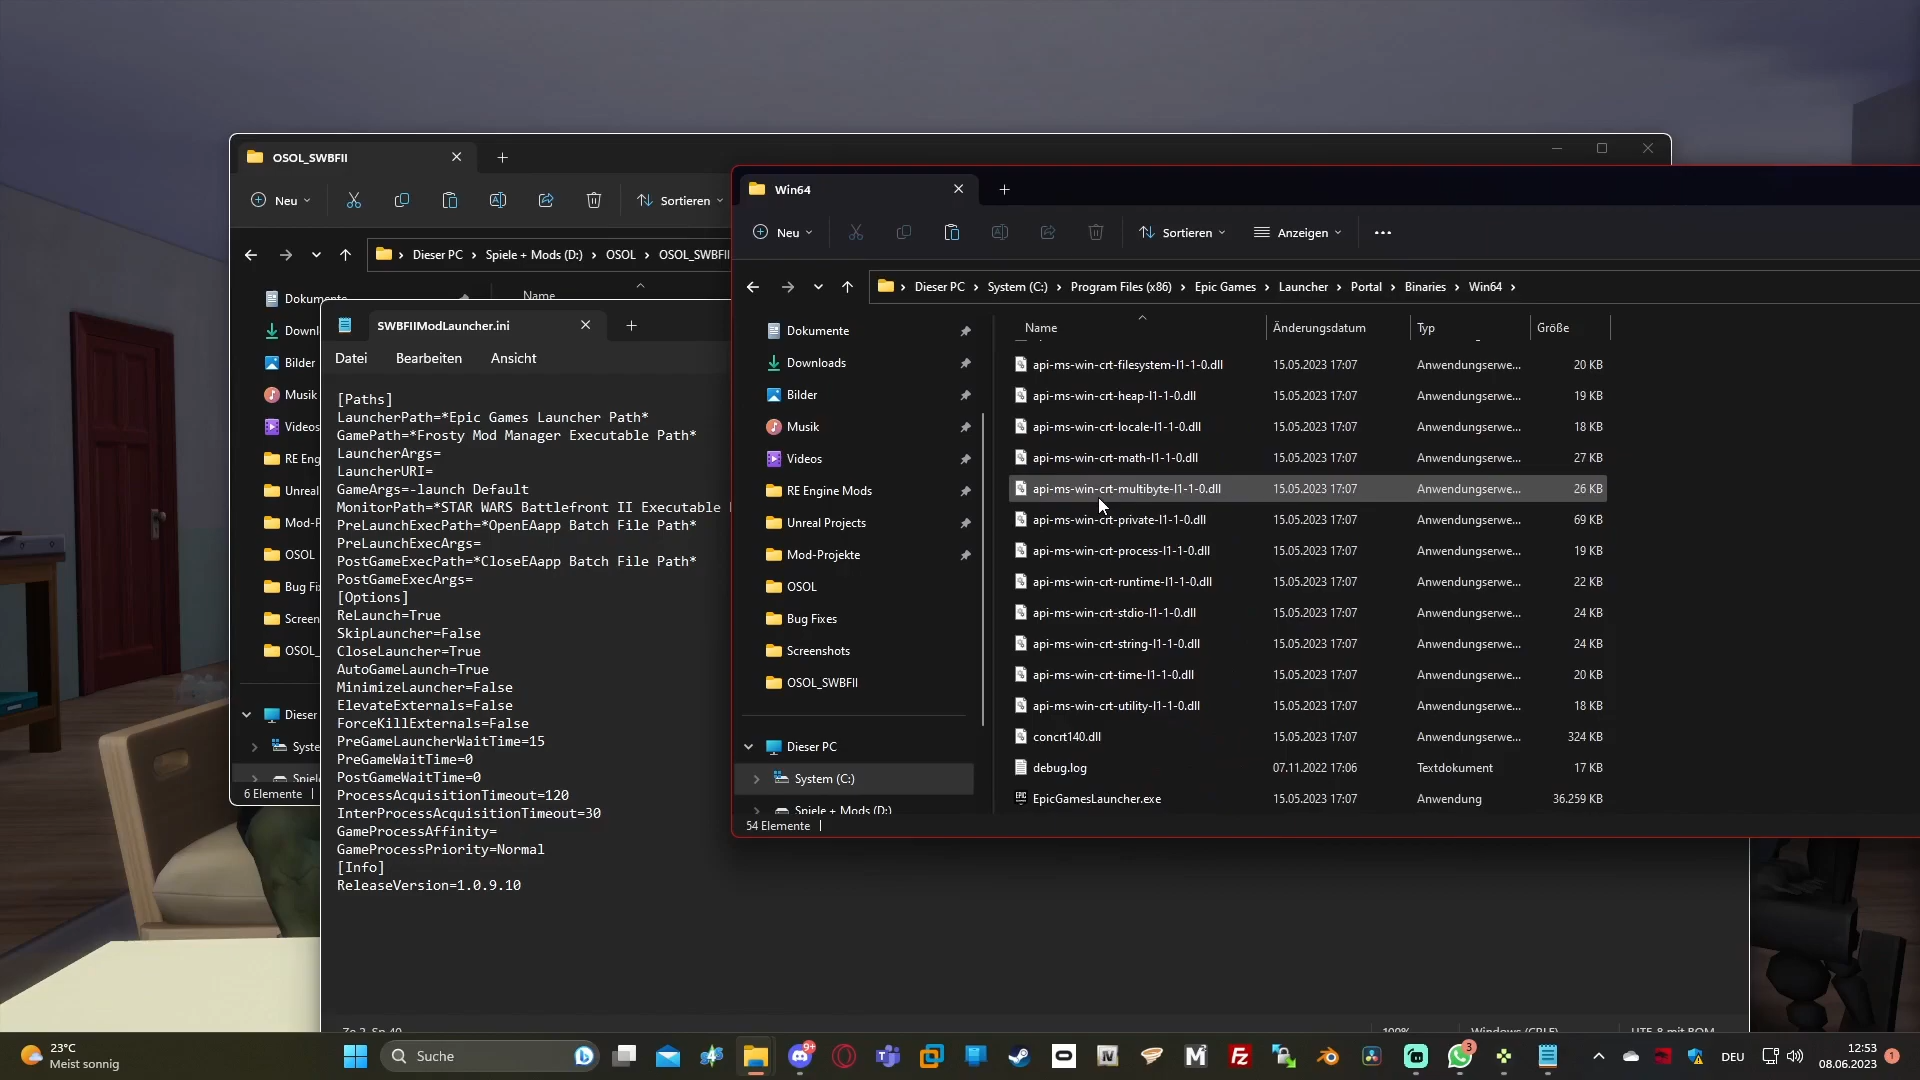 OSOL_SWBFII
Neu
Sortieren
Dieser PC
Spiele + Mods (D:)
OSOL
OSOL_SWBFII
Name
Musik
Videos
OSOL
Dieser
6 Elemente
SWBFIIModLauncher.ini
Datei
Bearbeiten
Ansicht
[Paths]
LauncherPath=*Epic Games Launcher Path*
GamePath=*Frosty Mod Manager Executable Path*
LauncherArgs=
LauncherURI=
GameArgs=-launch Default
MonitorPath=*STAR WARS Battlefront II Executable
PreLaunchExecPath=*OpenEAapp Batch File Path*
PreLaunchExecArgs=
PostGameExecPath=*CloseEAapp Batch File Path*
PostGameExecArgs=
[Options]
ReLaunch=True
SkipLauncher=False
CloseLauncher=True
AutoGameLaunch=True
MinimizeLauncher=False
ElevateExternals=False
ForceKillExternals=False
PreGameLauncherWaitTime=15
PreGameWaitTime=0
PostGameWaitTime=0
ProcessAcquisitionTimeout=120
InterProcessAcquisitionTimeout=30
GameProcessAffinity=
GameProcessPriority=Normal
[Info]
ReleaseVersion=1.0.9.10
Win64
Neu
Sortieren
Anzeigen
Dieser PC
System (C:)
Program Files (x86)
Epic Games
Launcher
Portal
Binaries
Win64
Dokumente
Downloads
Bilder
Musik
Videos
RE Engine Mods
Unreal Projects
Mod-Projekte
OSOL
Bug Fixes
Screenshots
OSOL_SWBFII
Dieser PC
System (C:)
Spiele + Mods (D:)
54 Elemente
Name Änderungsdatum Typ Größe
api-ms-win-crt-filesystem-l1-1-0.dll 15.05.2023 17:07 Anwendungserwe... 20 KB
api-ms-win-crt-heap-l1-1-0.dll 15.05.2023 17:07 Anwendungserwe... 19 KB
api-ms-win-crt-locale-l1-1-0.dll 15.05.2023 17:07 Anwendungserwe... 18 KB
api-ms-win-crt-math-l1-1-0.dll 15.05.2023 17:07 Anwendungserwe... 27 KB
api-ms-win-crt-multibyte-l1-1-0.dll 15.05.2023 17:07 Anwendungserwe... 26 KB
api-ms-win-crt-private-l1-1-0.dll 15.05.2023 17:07 Anwendungserwe... 69 KB
api-ms-win-crt-process-l1-1-0.dll 15.05.2023 17:07 Anwendungserwe... 19 KB
api-ms-win-crt-runtime-l1-1-0.dll 15.05.2023 17:07 Anwendungserwe... 22 KB
api-ms-win-crt-stdio-l1-1-0.dll 15.05.2023 17:07 Anwendungserwe... 24 KB
api-ms-win-crt-string-l1-1-0.dll 15.05.2023 17:07 Anwendungserwe... 24 KB
api-ms-win-crt-time-l1-1-0.dll 15.05.2023 17:07 Anwendungserwe... 20 KB
api-ms-win-crt-utility-l1-1-0.dll 15.05.2023 17:07 Anwendungserwe... 18 KB
concrt140.dll 15.05.2023 17:07 Anwendungserwe... 324 KB
debug.log 07.11.2022 17:06 Textdokument 17 KB
EpicGamesLauncher.exe 15.05.2023 17:07 Anwendung 36.259 KB
23°C
Meist sonnig
Suche
9+
3
DEU
12:53
08.06.2023
1